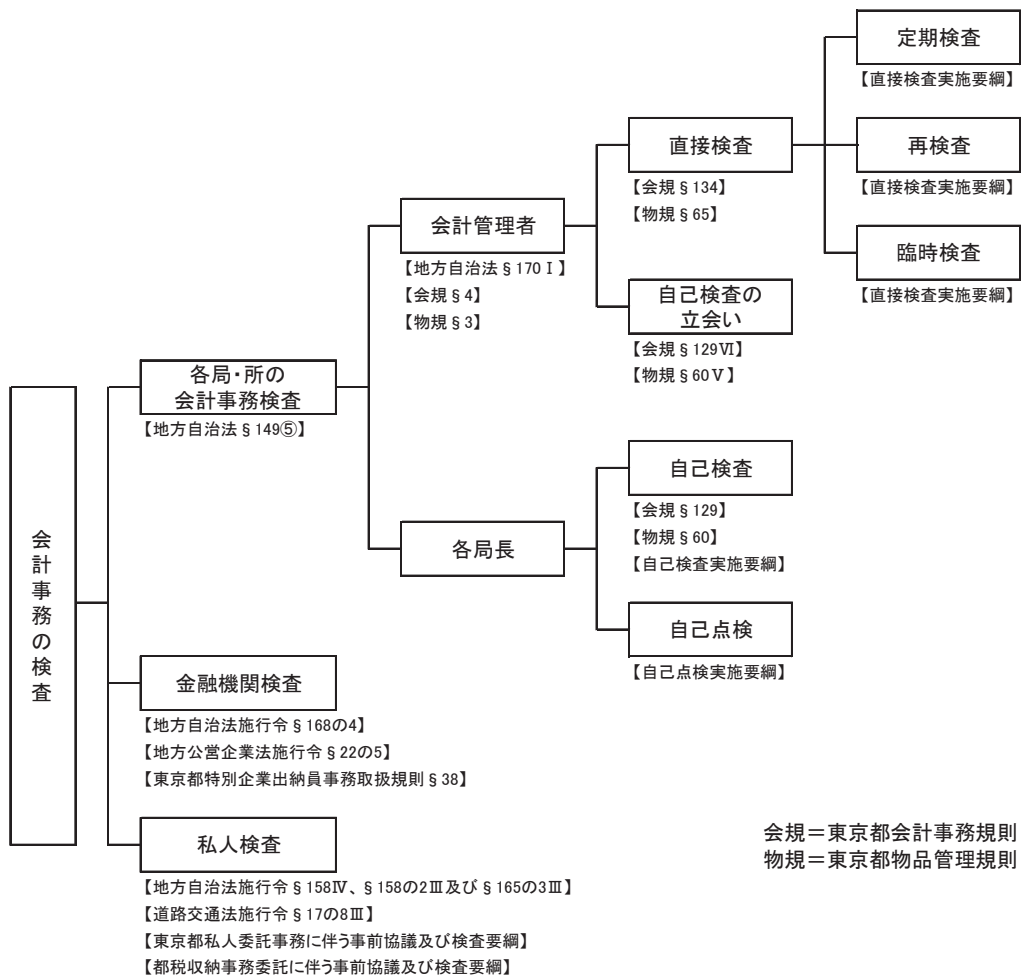 定期検査
【直接検査実施要綱】
直接検査
再検査
【会規§134】
【物規§65】
【直接検査実施要綱】
会計管理者
臨時検査
【地方自治法§170Ⅰ】
【会規§4】
【物規§3】
【直接検査実施要綱】
自己検査の
立会い
【会規§129Ⅵ】
【物規§60Ⅴ】
各局・所の
会計事務検査
【地方自治法§149⑤】
自己検査
【会規§129】
【物規§60】
【自己検査実施要綱】
各局長
自己点検
【自己点検実施要綱】
会計事務の検査
金融機関検査
【地方自治法施行令§168の4】
【地方公営企業法施行令§22の5】
【東京都特別企業出納員事務取扱規則§38】
私人検査
【地方自治法施行令§158Ⅳ、§158の2Ⅲ及び§165の3Ⅲ】
【道路交通法施行令§17の8Ⅲ】
【東京都私人委託事務に伴う事前協議及び検査要綱】
【都税収納事務委託に伴う事前協議及び検査要綱】
会規＝東京都会計事務規則
物規＝東京都物品管理規則